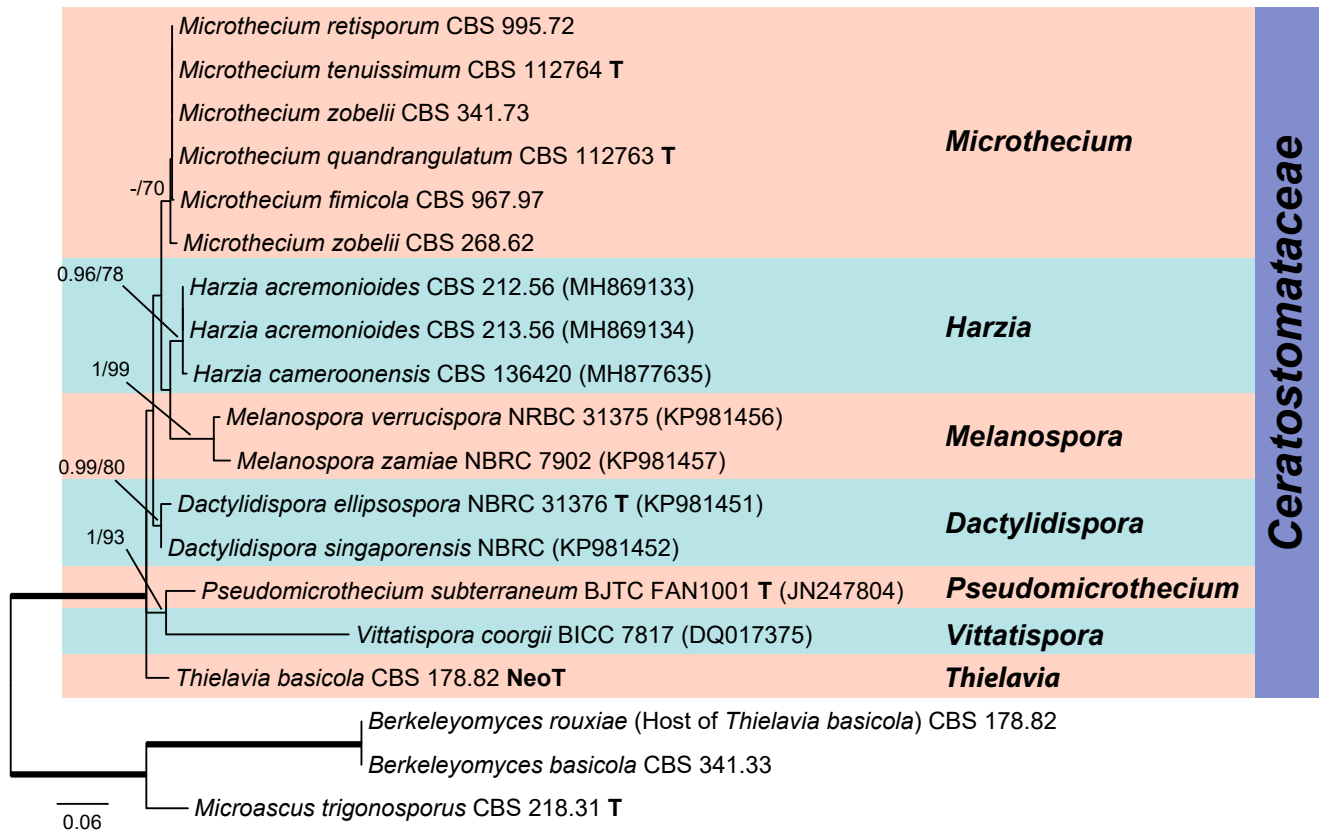 Microthecium retisporum CBS 995.72
Microthecium tenuissimum CBS 112764 T
Microthecium zobelii CBS 341.73
Microthecium quandrangulatum CBS 112763 T
Microthecium
-/70
Microthecium fimicola CBS 967.97
Microthecium zobelii CBS 268.62
0.96/78
Harzia acremonioides CBS 212.56 (MH869133)
Harzia acremonioides CBS 213.56 (MH869134)
Harzia
1/99
Harzia cameroonensis CBS 136420 (MH877635)
Melanospora verrucispora NRBC 31375 (KP981456)
Melanospora
0.99/80
Melanospora zamiae NBRC 7902 (KP981457)
Dactylidispora ellipsospora NBRC 31376 T (KP981451)
Dactylidispora
1/93
Dactylidispora singaporensis NBRC (KP981452)
Pseudomicrothecium subterraneum BJTC FAN1001 T (JN247804)
Pseudomicrothecium
Vittatispora coorgii BICC 7817 (DQ017375)
Vittatispora
Thielavia basicola CBS 178.82 NeoT
Thielavia
Ceratostomataceae
Berkeleyomyces rouxiae (Host of Thielavia basicola) CBS 178.82
Berkeleyomyces basicola CBS 341.33
Microascus trigonosporus CBS 218.31 T
0.06